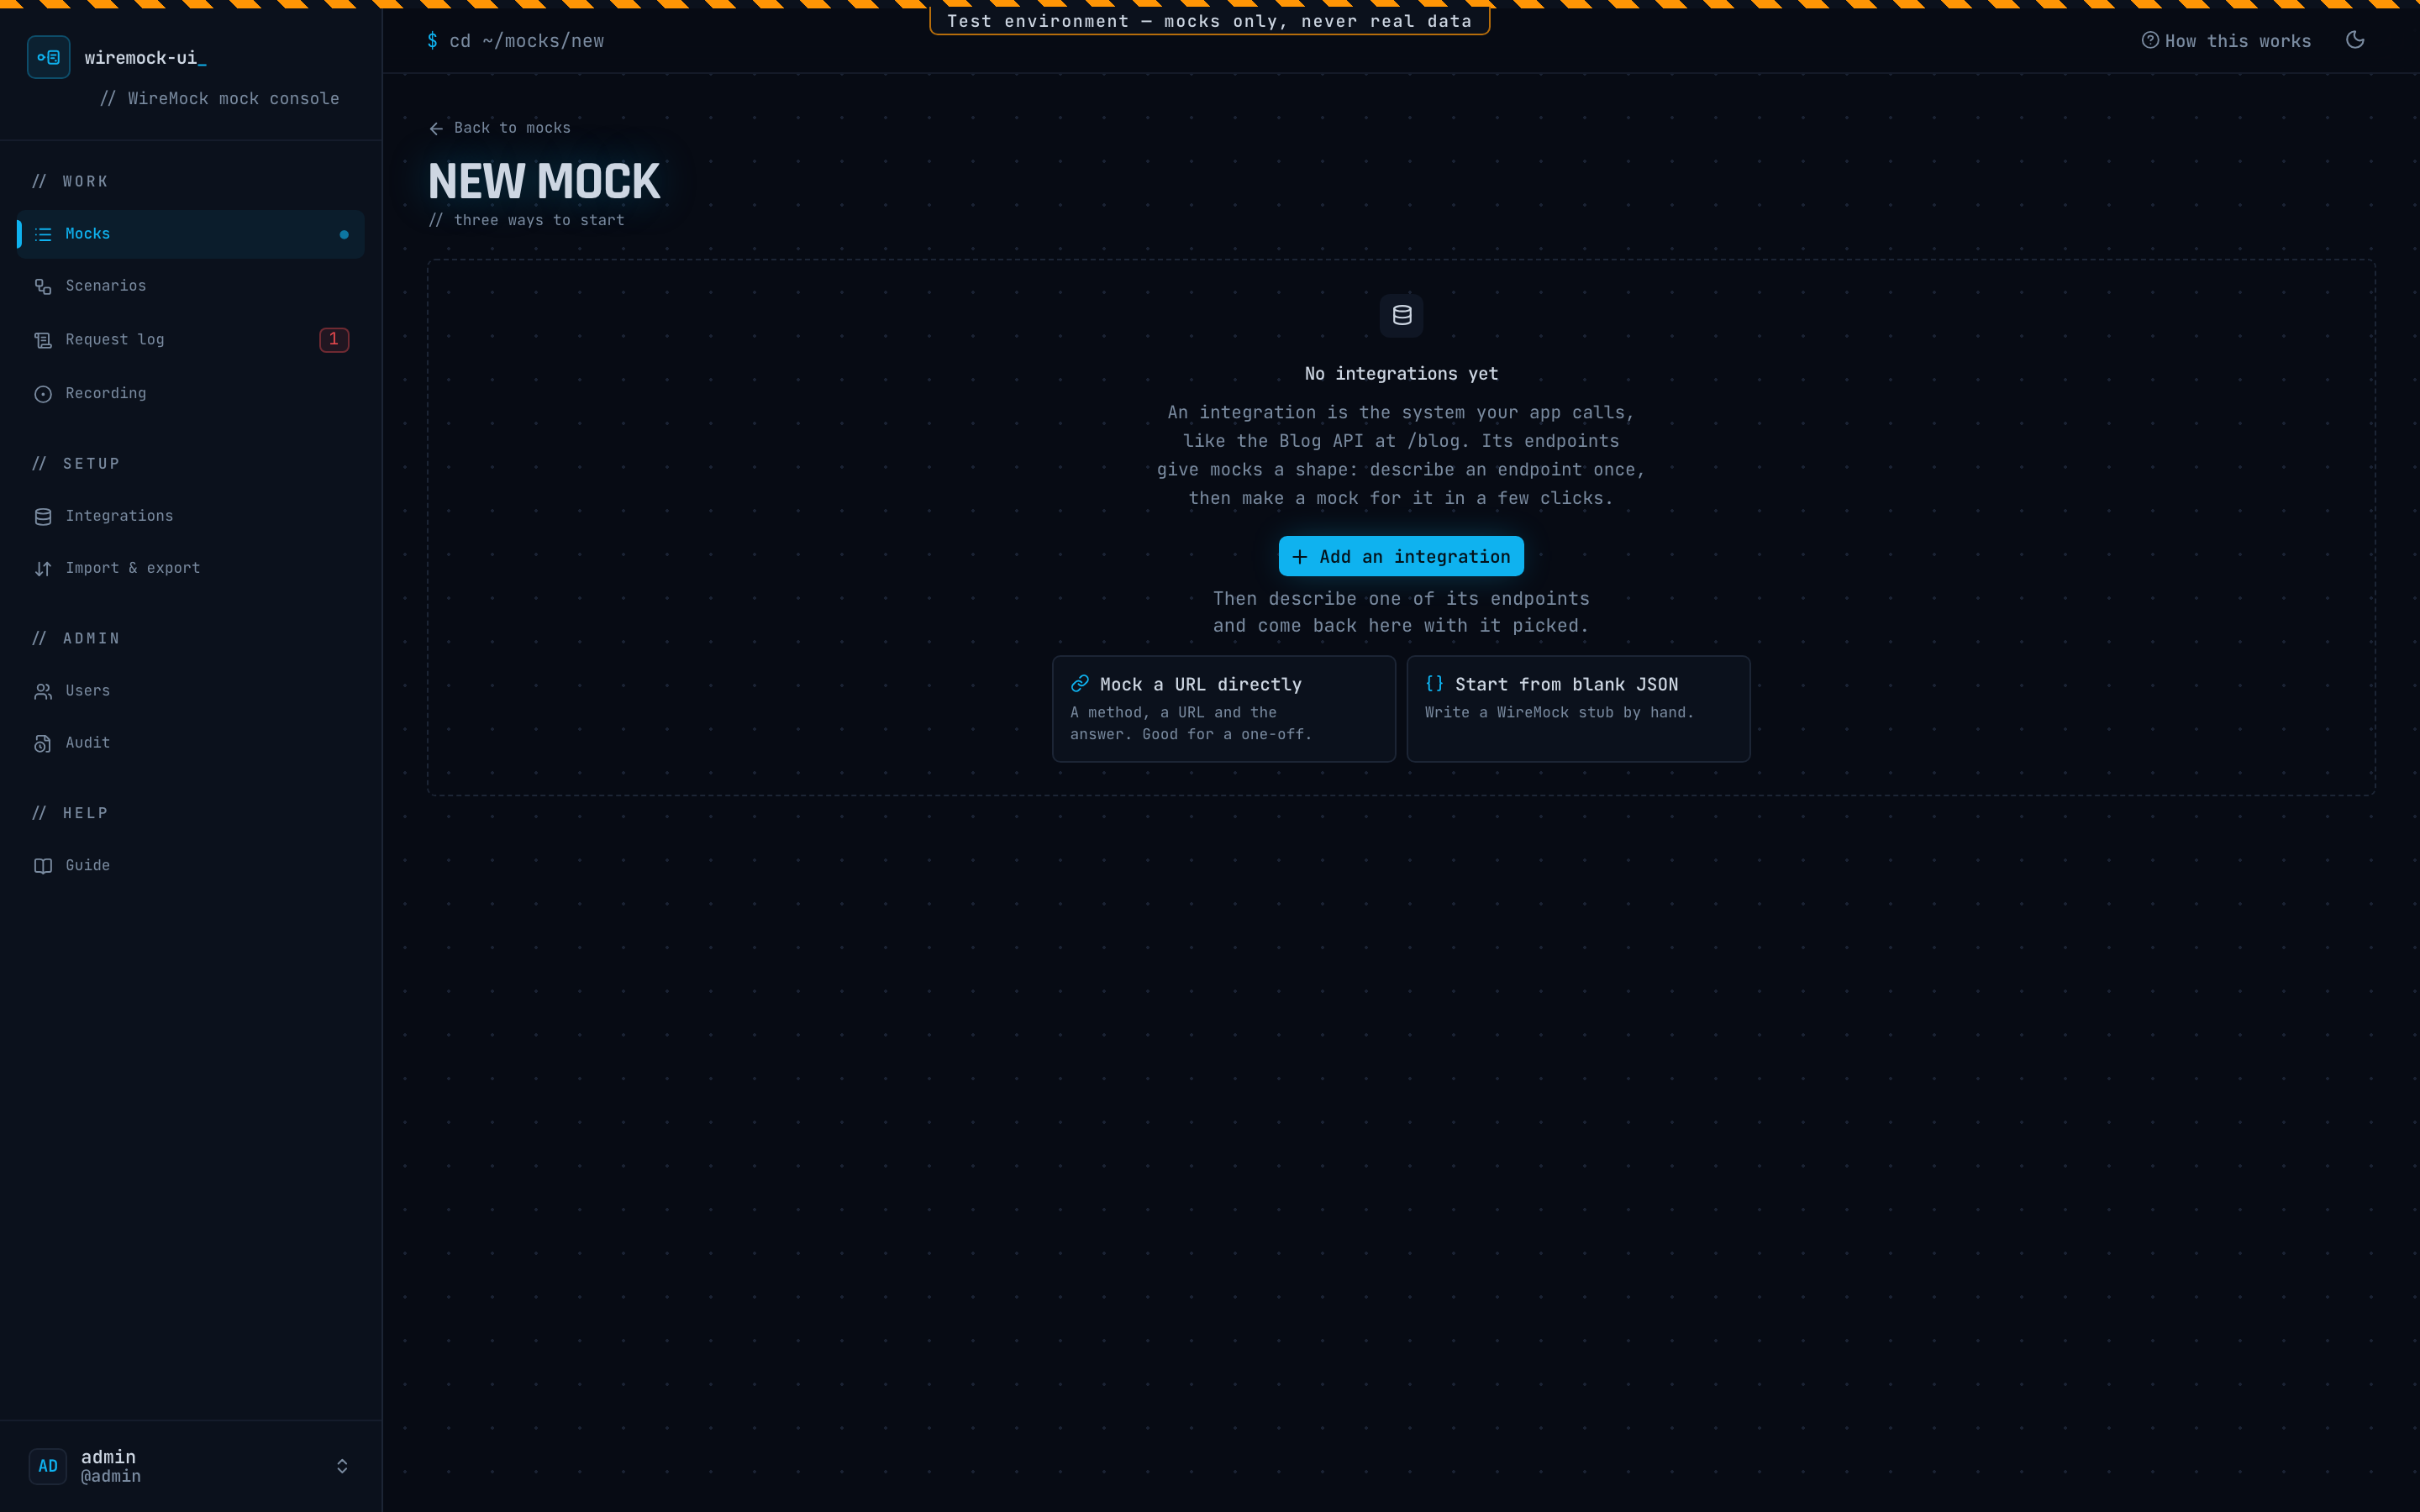 Test environment — mocks only, never real data
wiremock-ui_
// WireMock mock console
$ cd ~/mocks/new
How this works
// WORK
Mocks
Scenarios
Request log
1
Recording
// SETUP
Integrations
Import & export
// ADMIN
Users
Audit
// HELP
Guide
AD
admin
@admin
Back to mocks
NEW MOCK
// three ways to start
No integrations yet
An integration is the system your app calls,
like the Blog API at /blog. Its endpoints
give mocks a shape: describe an endpoint once,
then make a mock for it in a few clicks.
+ Add an integration
Then describe one of its endpoints
and come back here with it picked.
Mock a URL directly
A method, a URL and the
answer. Good for a one-off.
{} Start from blank JSON
Write a WireMock stub by hand.